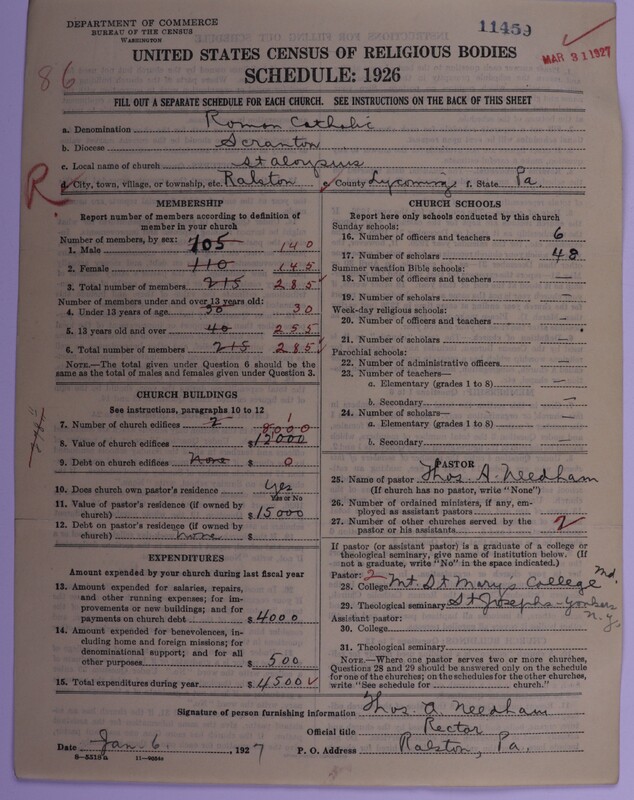 DEPARTMENT OF COMMERCE
BUREAU OF THE CENSUS
WASHINGTON
11459
MAR 31 1927
86
UNITED STATES CENSUS OF RELIGIOUS BODIES
SCHEDULE: 1926
FILL OUT A SEPARATE SCHEDULE FOR EACH CHURCH. SEE INSTRUCTIONS ON THE BACK OF THIS SHEET
a. Denomination Roman Catholic
b. Diocese Scranton
c. Local name of church St Aloysius
R
d. City, town, village, or township, etc. Ralston e. County Lycoming f. State Pa.
MEMBERSHIP
Report number of members according to definition of
member in your church
Number of members, by sex:
1. Male 105 140
2. Female 110 145
3. Total number of members 215 285
Number of members under and over 13 years old:
4. Under 13 years of age 30
5. 13 years old and over 40 255
6. Total number of members 215 285
NOTE.—The total given under Question 6 should be
same as the total of males and females given under Question 3.
CHURCH BUILDINGS
See instructions, paragraphs 10 to 12
7. Number of church edifices 2 1
8000
8. Value of church edifices $12000
9. Debt on church edifices None $ 0
10. Does church own pastor's residence Yes
Yes or No
11. Value of pastor's residence (if owned by
church) $15000
12. Debt on pastor's residence (if owned by
church) none $
EXPENDITURES
Amount expended by your church during last fiscal year
13. Amount expended for salaries, repairs,
and other running expenses; for im-
provements or new buildings; and for
payments on church debt $4000
14. Amount expended for benevolences, in-
cluding home and foreign missions; for
denominational support; and for all
other purposes $500
15. Total expenditures during year $4500
CHURCH SCHOOLS
Report here only schools conducted by this church
Sunday schools:
16. Number of officers and teachers 6
17. Number of scholars 48
Summer vacation Bible schools:
18. Number of officers and teachers —
19. Number of scholars —
Week-day religious schools:
20. Number of officers and teachers —
21. Number of scholars —
Parochial schools:
22. Number of administrative officers —
23. Number of teachers—
a. Elementary (grades 1 to 8) —
b. Secondary —
24. Number of scholars—
a. Elementary (grades 1 to 8) —
b. Secondary —
PASTOR
25. Name of pastor Thos. A. Needham
(If church has no pastor, write "None")
26. Number of ordained ministers, if any, em-
ployed as assistant pastors
27. Number of other churches served by the
pastor or his assistants 2
If pastor (or assistant pastor) is a graduate of a college or
theological seminary, give name of institution below. (If
not a graduate, write "No" in the space indicated.)
Pastor: 2
28. College Mt St Mary's College Md.
29. Theological seminary St Josephs - Yonkers
N.Y.
Assistant pastor:
30. College
31. Theological seminary
NOTE.—Where one pastor serves two or more churches,
Questions 28 and 29 should be answered only on the schedule
for one of the churches; on the schedules for the other churches,
write "See schedule for church."
Signature of person furnishing information Thos. A. Needham
Official title Rector
Date Jan. 6, 1927 P. O. Address Ralston, Pa.